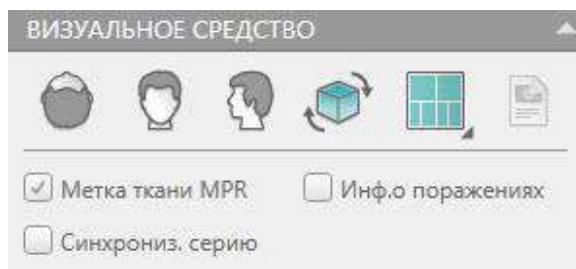 ВИЗУАЛЬНОЕ СРЕДСТВО
Метка ткани MPR
Инф.о поражениях
Синхрониз. серию